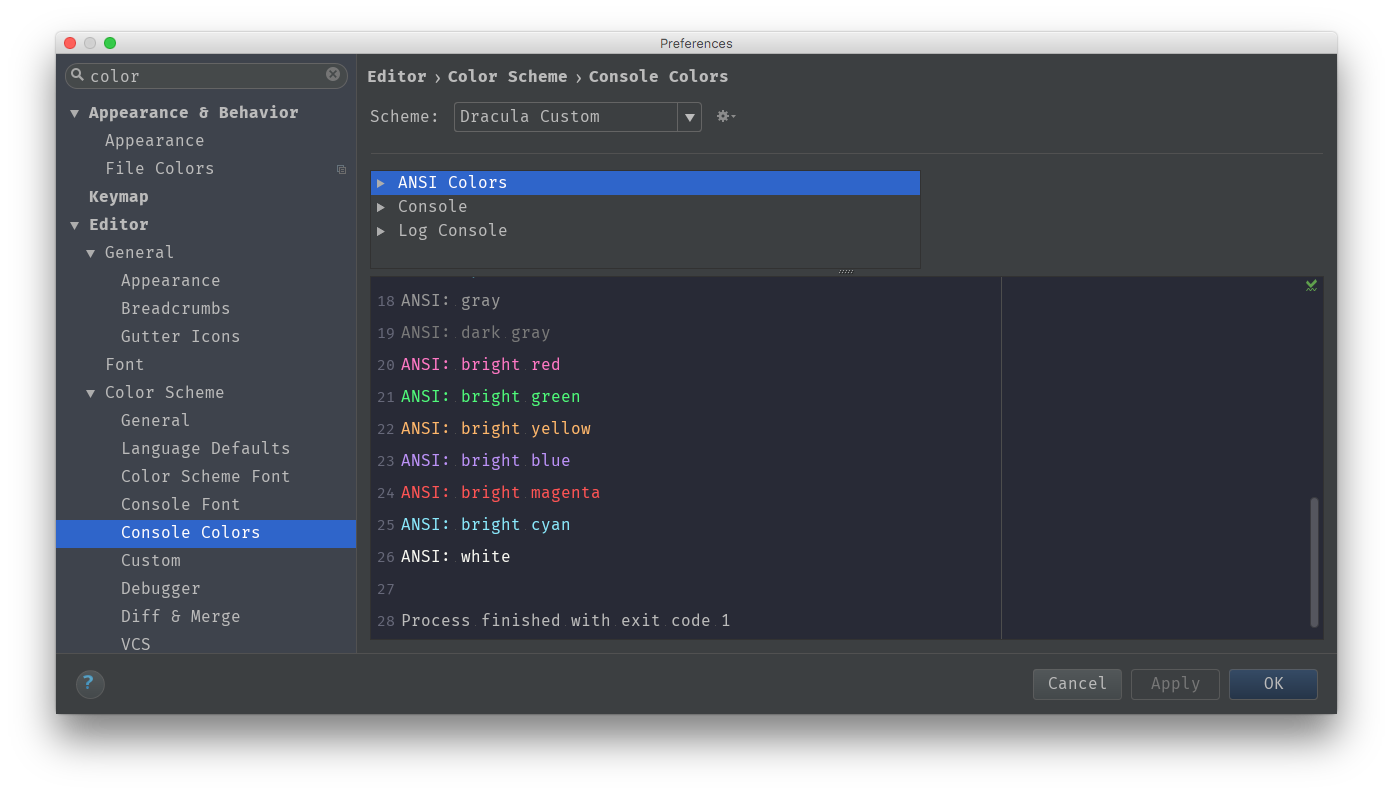 Preferences
color
Appearance & Behavior
Appearance
File Colors
Keymap
Editor
General
Appearance
Breadcrumbs
Gutter Icons
Font
Color Scheme
General
Language Defaults
Color Scheme Font
Console Font
Console Colors
Custom
Debugger
Diff & Merge
VCS
Editor › Color Scheme › Console Colors
Scheme: Dracula Custom
ANSI Colors
Console
Log Console
18 ANSI: gray
19 ANSI: dark gray
20 ANSI: bright red
21 ANSI: bright green
22 ANSI: bright yellow
23 ANSI: bright blue
24 ANSI: bright magenta
25 ANSI: bright cyan
26 ANSI: white
27
28 Process finished with exit code 1
?
Cancel
Apply
OK